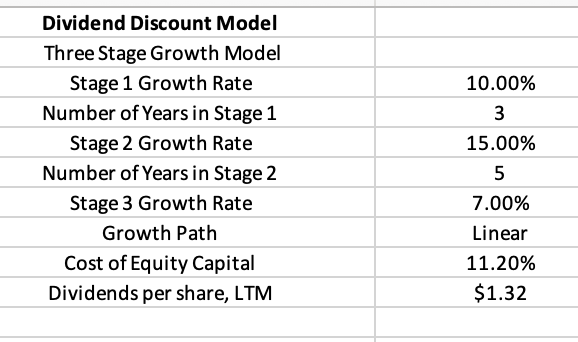 Dividend Discount Model
Three Stage Growth Model
Stage 1 Growth Rate 10.00%
Number of Years in Stage 1 3
Stage 2 Growth Rate 15.00%
Number of Years in Stage 2 5
Stage 3 Growth Rate 7.00%
Growth Path Linear
Cost of Equity Capital 11.20%
Dividends per share, LTM $1.32